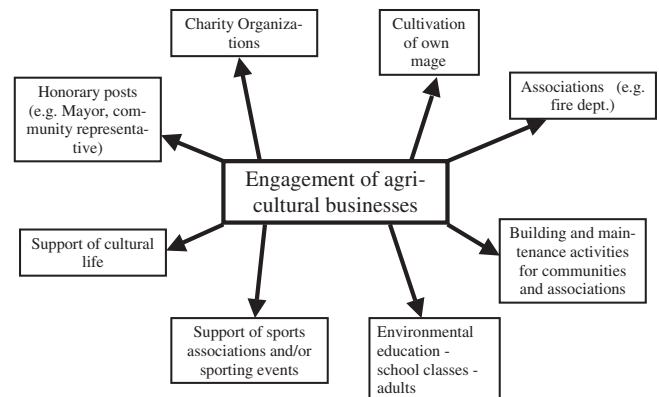 Charity Organiza-
tions
Cultivation
of own
mage
Honorary posts
(e.g. Mayor, com-
munity representa-
tive)
Associations (e.g.
fire dept.)
Engagement of agri-
cultural businesses
Support of cultural
life
Building and main-
tenance activities
for communities
and associations
Support of sports
associations and/or
sporting events
Environmental
education -
school classes -
adults